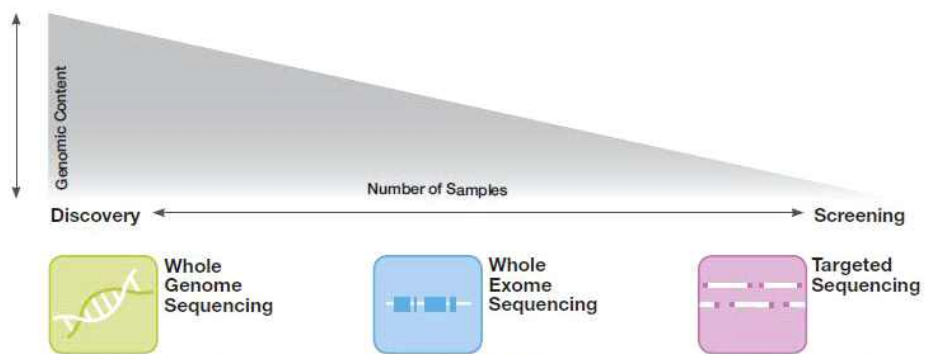 Genomic Content
Number of Samples
Discovery
Screening
Whole
Genome
Sequencing
Whole
Exome
Sequencing
Targeted
Sequencing